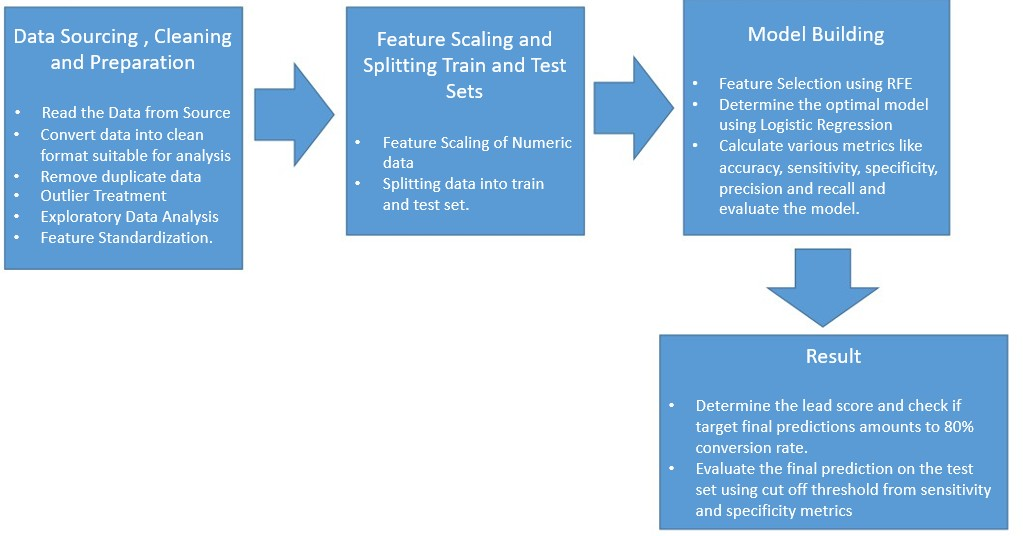 Data Sourcing , Cleaning
and Preparation
• Read the Data from Source
• Convert data into clean
format suitable for analysis
• Remove duplicate data
• Outlier Treatment
• Exploratory Data Analysis
• Feature Standardization.
Feature Scaling and
Splitting Train and Test
Sets
• Feature Scaling of Numeric
data
• Splitting data into train
and test set.
Model Building
• Feature Selection using RFE
• Determine the optimal model
using Logistic Regression
• Calculate various metrics like
accuracy, sensitivity, specificity,
precision and recall and
evaluate the model.
Result
• Determine the lead score and check if
target final predictions amounts to 80%
conversion rate.
• Evaluate the final prediction on the test
set using cut off threshold from sensitivity
and specificity metrics